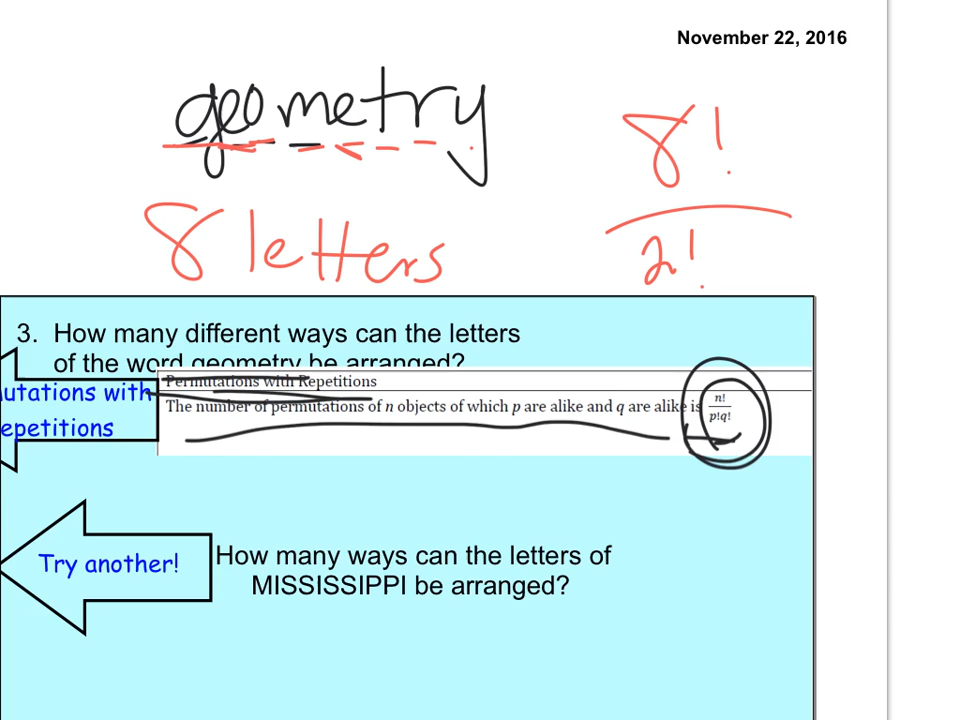 November 22, 2016
geometry
8!
2!
8 letters
3. How many different ways can the letters
of the word geometry be arranged?
utations with
epetitions
Permutations with Repetitions
The number of permutations of n objects of which p are alike and q are alike is n!/p!q!
Try another!
How many ways can the letters of
MISSISSIPPI be arranged?